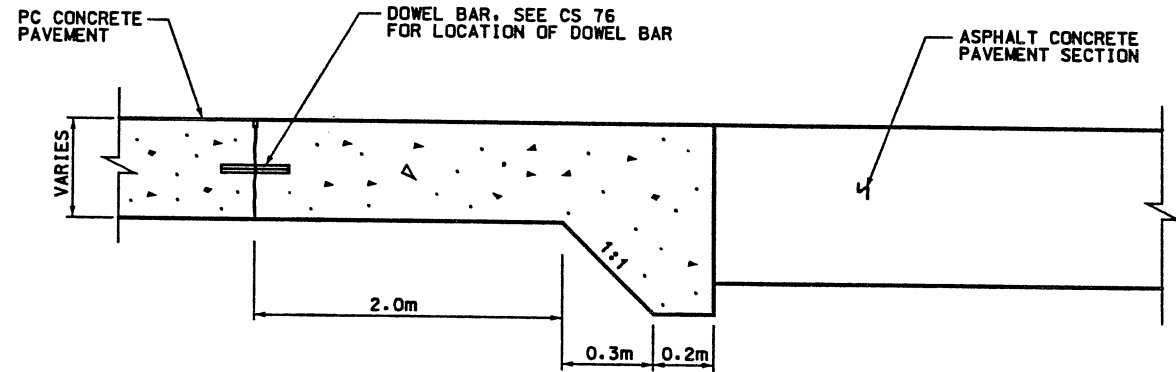 PC CONCRETE
PAVEMENT
DOWEL BAR. SEE CS 76
FOR LOCATION OF DOWEL BAR
ASPHALT CONCRETE
PAVEMENT SECTION
VARIES
1:1
2.0m
0.3m
0.2m